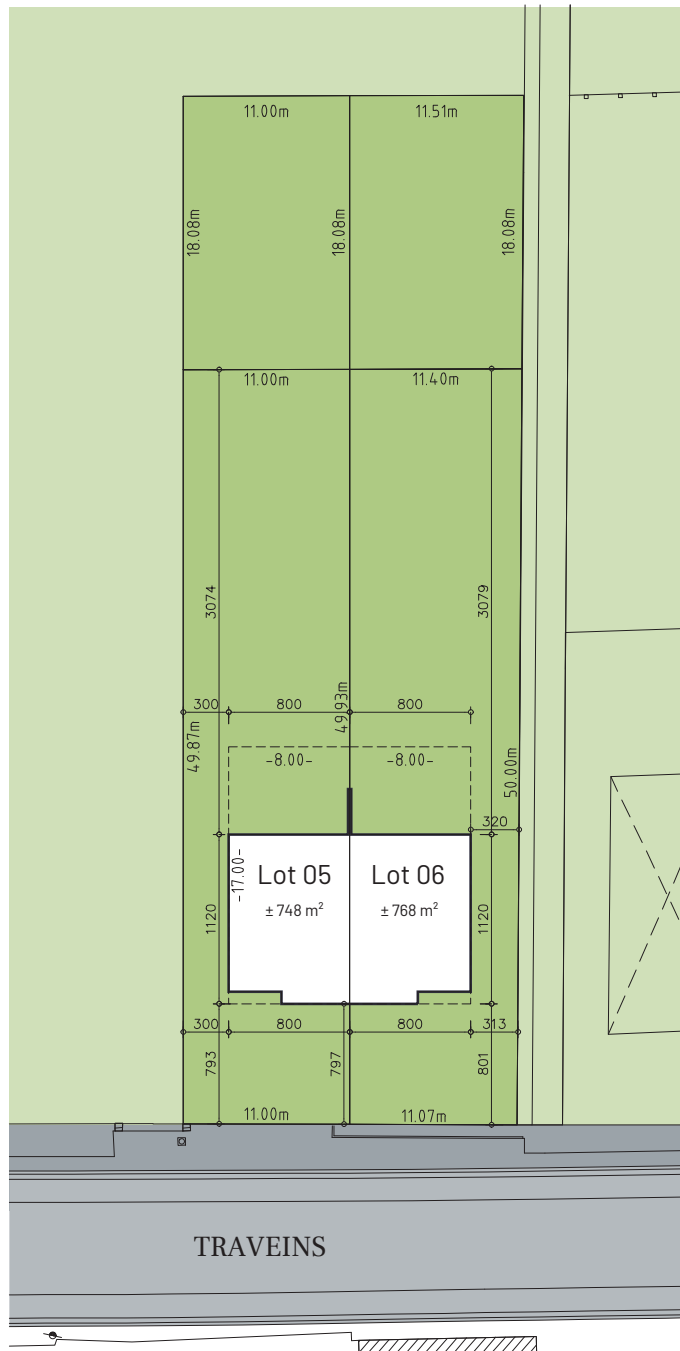 11.00m
11.51m
18.08m
18.08m
18.08m
11.00m
11.40m
3074
3079
300
800
800
49.87m
49.93m
50.00m
-8.00-
-8.00-
320
-17.00-
Lot 05
Lot 06
± 748 m²
± 768 m²
1120
1120
300
800
800
313
793
797
801
11.00m
11.07m
TRAVEINS